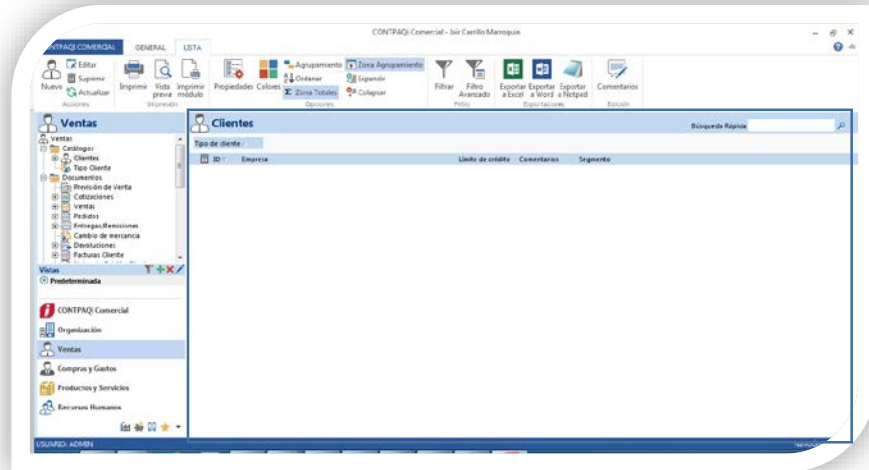 CONTPAQi Comercial - Jair Carrillo Marroquin
CONTPAQI COMERCIAL GENERAL LISTA
Nuevo
Editar
Suprimir
Actualizar
Acciones
Imprimir
Vista previa
Imprimir módulo
Impresión
Propiedades
Colores
Agrupamiento
Ordenar
Zona Totales
Zona Agrupamiento
Expandir
Colapsar
Opciones
Filtrar
Filtro Avanzado
Filtro
Exportar a Excel
Exportar a Word
Exportar a Notpad
Exportaciones
Comentarios
Edición
Ventas
Ventas
Catálogos
Clientes
Tipo Cliente
Documentos
Previsión de Venta
Cotizaciones
Ventas
Pedidos
Entregas/Remisiones
Cambio de mercancía
Devoluciones
Facturas Cliente
Vistas
Predeterminada
CONTPAQi Comercial
Organización
Ventas
Compras y Gastos
Productos y Servicios
Recursos Humanos
USUARIO: ADMIN
Clientes
Búsqueda Rápida
Tipo de cliente
ID Empresa Límite de crédito Comentarios Segmento